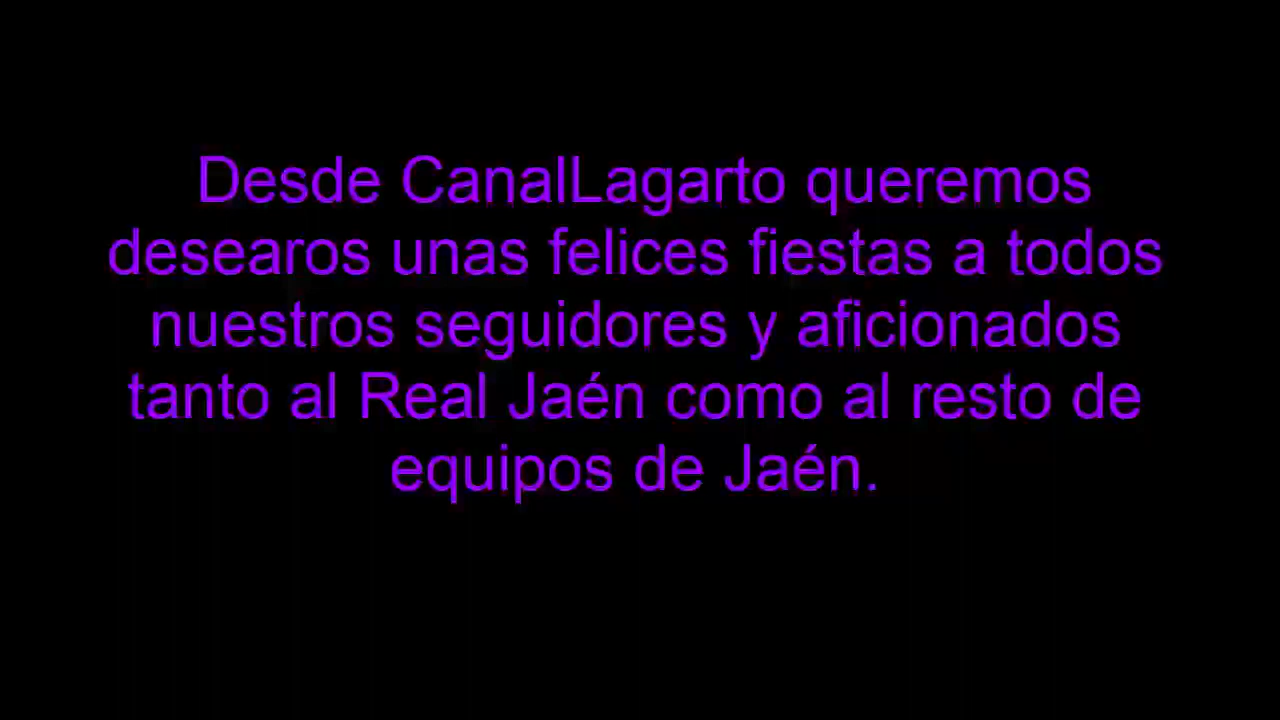 Desde CanalLagarto queremos
desearos unas felices fiestas a todos
nuestros seguidores y aficionados
tanto al Real Jaén como al resto de
equipos de Jaén.